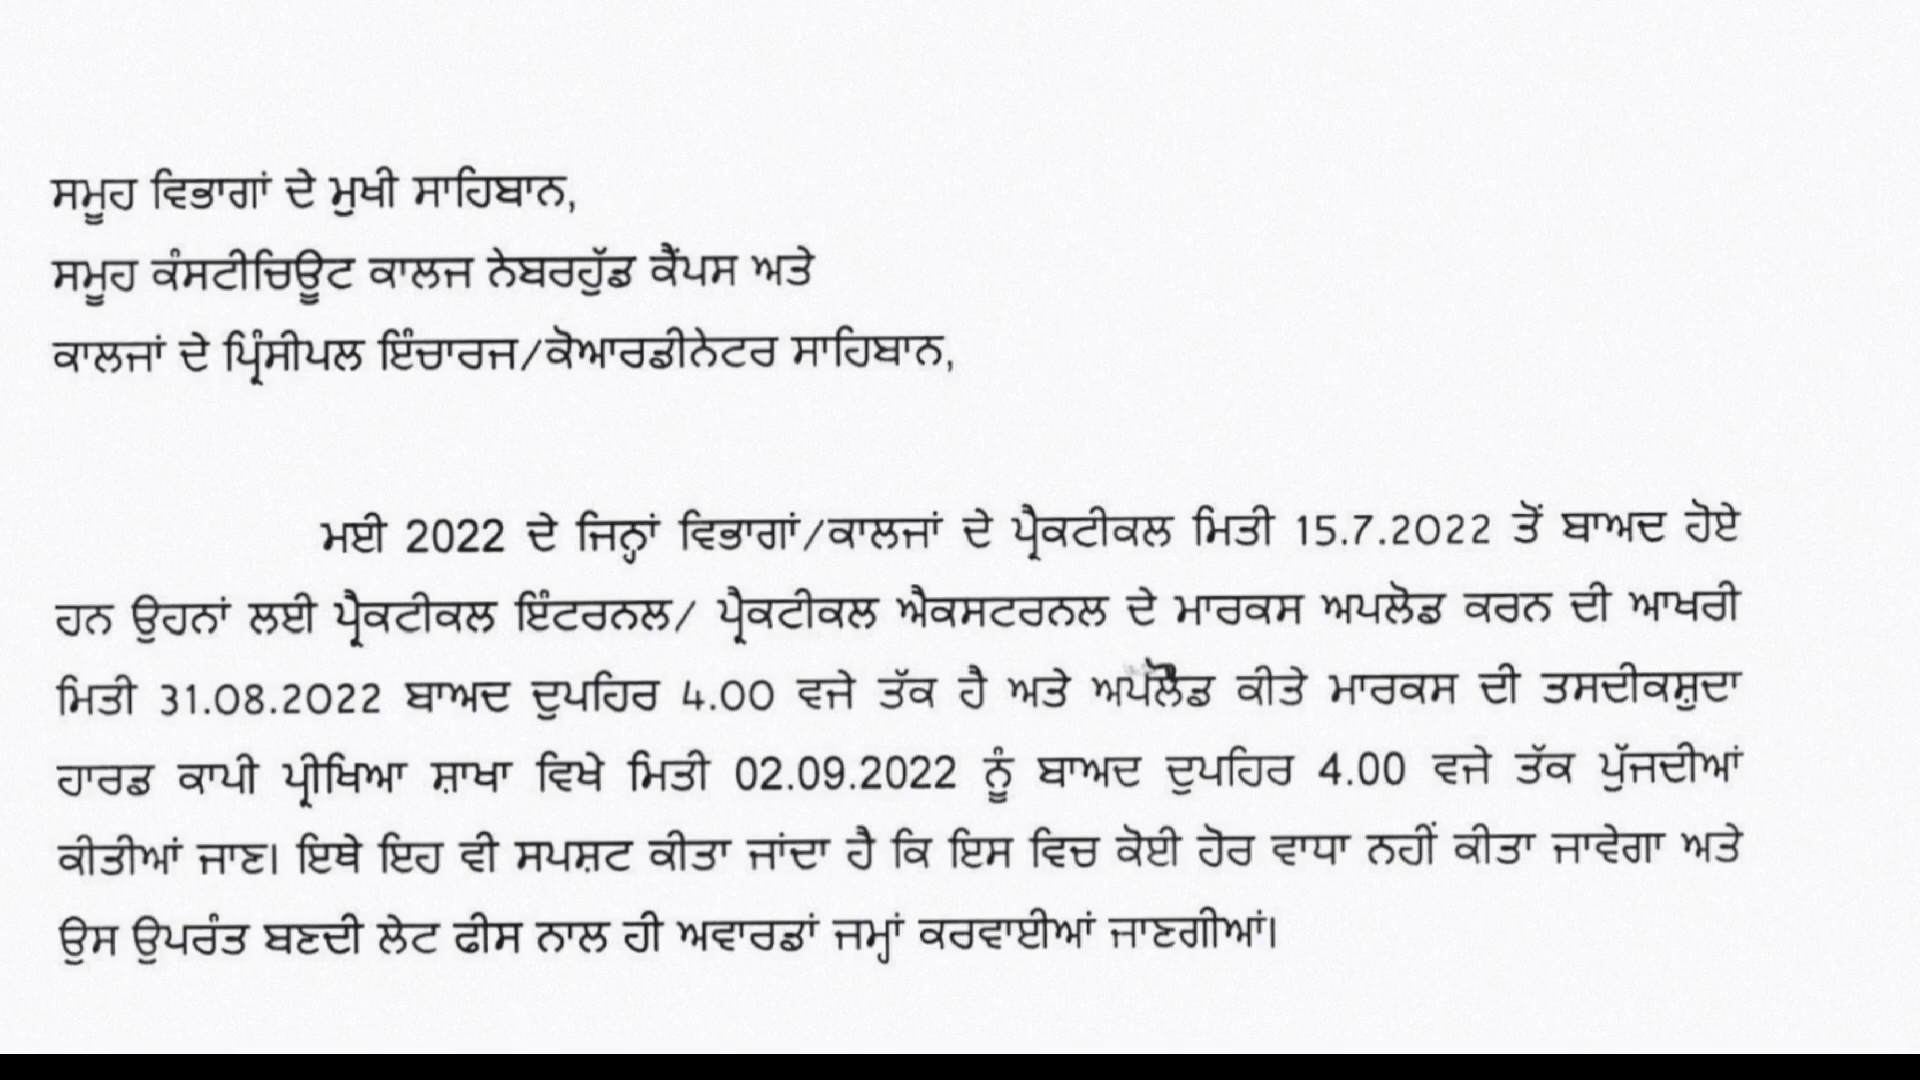 ਸਮੂਹ ਵਿਭਾਗਾਂ ਦੇ ਮੁਖੀ ਸਾਹਿਬਾਨ,
ਸਮੂਹ ਕੰਸਟੀਚਿਊਟ ਕਾਲਜ ਨੇਬਰਹੁੱਡ ਕੈਂਪਸ ਅਤੇ
ਕਾਲਜਾਂ ਦੇ ਪ੍ਰਿੰਸੀਪਲ ਇੰਚਾਰਜ/ਕੋਆਰਡੀਨੇਟਰ ਸਾਹਿਬਾਨ,
ਮਈ 2022 ਦੇ ਜਿਨ੍ਹਾਂ ਵਿਭਾਗਾਂ/ਕਾਲਜਾਂ ਦੇ ਪ੍ਰੈਕਟੀਕਲ ਮਿਤੀ 15.7.2022 ਤੋਂ ਬਾਅਦ ਹੋਏ
ਹਨ ਉਹਨਾਂ ਲਈ ਪ੍ਰੈਕਟੀਕਲ ਇੰਟਰਨਲ/ ਪ੍ਰੈਕਟੀਕਲ ਐਕਸਟਰਨਲ ਦੇ ਮਾਰਕਸ ਅਪਲੋਡ ਕਰਨ ਦੀ ਆਖਰੀ
ਮਿਤੀ 31.08.2022 ਬਾਅਦ ਦੁਪਹਿਰ 4.00 ਵਜੇ ਤੱਕ ਹੈ ਅਤੇ ਅਪਲੋਡ ਕੀਤੇ ਮਾਰਕਸ ਦੀ ਤਸਦੀਕਸ਼ੁਦਾ
ਹਾਰਡ ਕਾਪੀ ਪ੍ਰੀਖਿਆ ਸ਼ਾਖਾ ਵਿਖੇ ਮਿਤੀ 02.09.2022 ਨੂੰ ਬਾਅਦ ਦੁਪਹਿਰ 4.00 ਵਜੇ ਤੱਕ ਪੁੱਜਦੀਆਂ
ਕੀਤੀਆਂ ਜਾਣ। ਇਥੇ ਇਹ ਵੀ ਸਪਸ਼ਟ ਕੀਤਾ ਜਾਂਦਾ ਹੈ ਕਿ ਇਸ ਵਿਚ ਕੋਈ ਹੋਰ ਵਾਧਾ ਨਹੀਂ ਕੀਤਾ ਜਾਵੇਗਾ ਅਤੇ
ਉਸ ਉਪਰੰਤ ਬਣਦੀ ਲੇਟ ਫੀਸ ਨਾਲ ਹੀ ਅਵਾਰਡਾਂ ਜਮ੍ਹਾਂ ਕਰਵਾਈਆਂ ਜਾਣਗੀਆਂ।